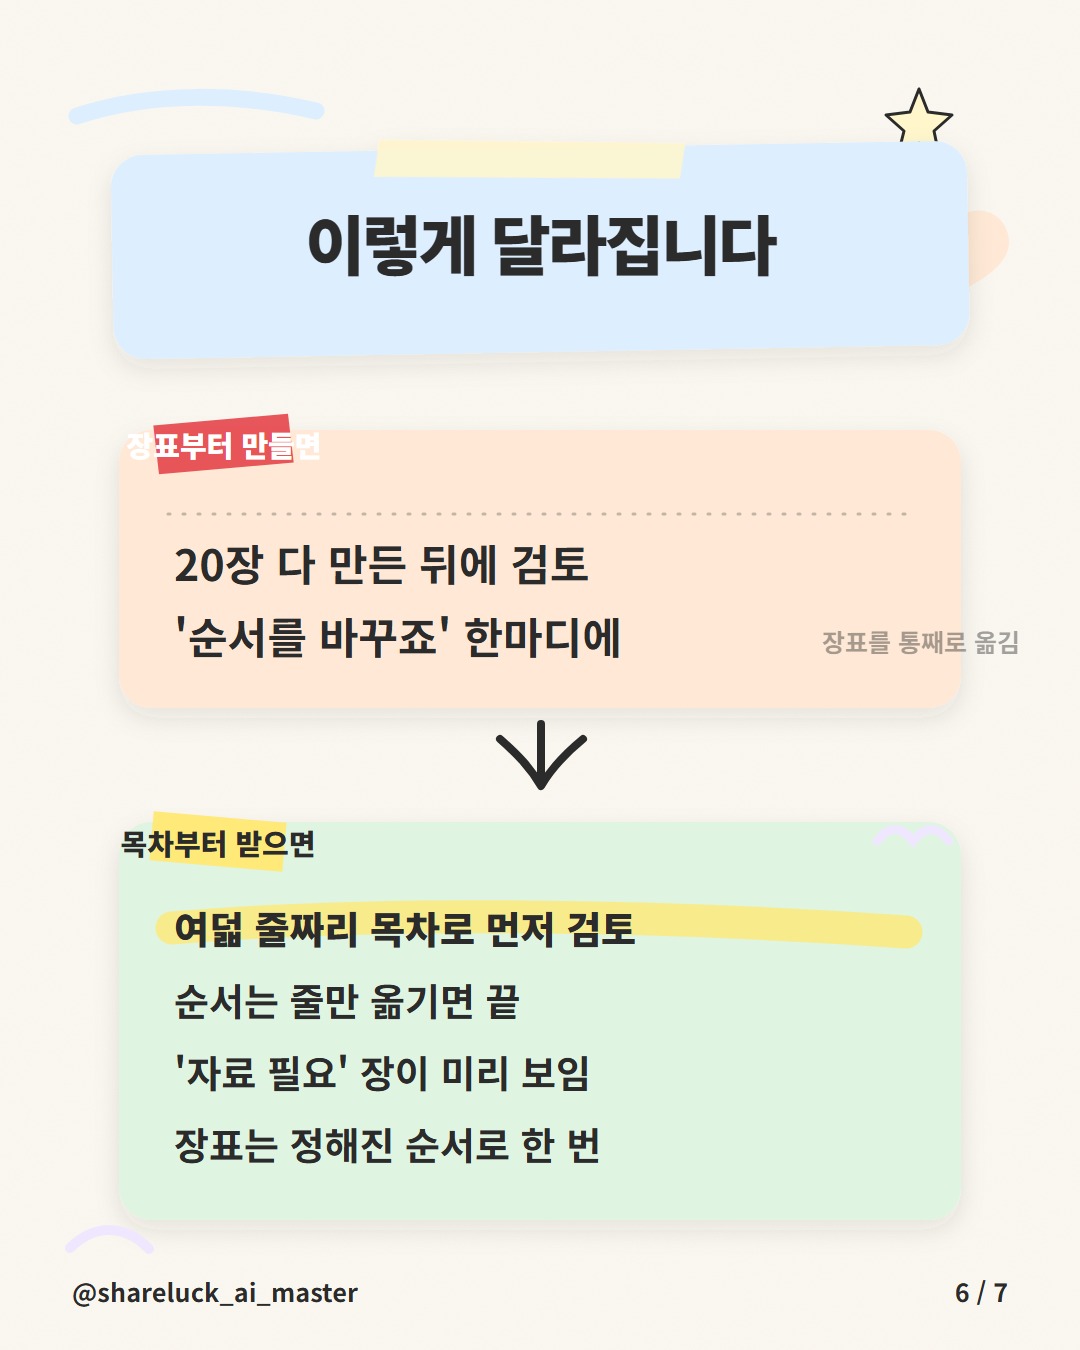 이렇게 달라집니다
장표부터 만들면
20장 다 만든 뒤에 검토
'순서를 바꾸죠' 한마디에
장표를 통째로 옮김
목차부터 받으면
여덟 줄짜리 목차로 먼저 검토
순서는 줄만 옮기면 끝
'자료 필요' 장이 미리 보임
장표는 정해진 순서로 한 번
@shareluck_ai_master
6 / 7